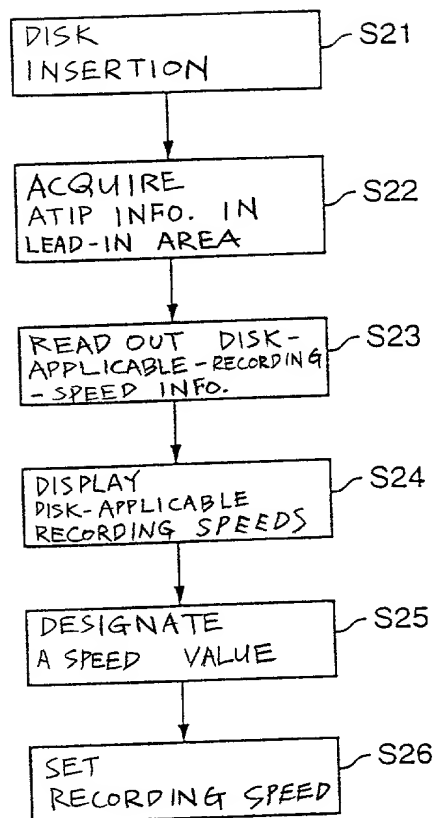 DISK
INSERTION
S21
ACQUIRE
ATIP INFO. IN
LEAD-IN AREA
S22
READ OUT DISK-
APPLICABLE-RECORDING
-SPEED INFO.
S23
DISPLAY
DISK-APPLICABLE
RECORDING SPEEDS
S24
DESIGNATE
A SPEED VALUE
S25
SET
RECORDING SPEED
S26